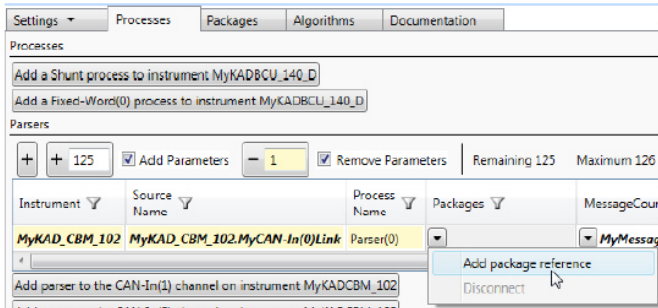 Settings Processes Packages Algorithms Documentation
Processes
Add a Shunt process to instrument MyKADBCU_140_D
Add a Fixed-Word(0) process to instrument MyKADBCU_140_D
Parsers
+ + 125 Add Parameters − 1 Remove Parameters Remaining 125 Maximum 126
Instrument Source Name Process Name Packages MessageCour
MyKAD_CBM_102 MyKAD_CBM_102.MyCAN-In(0)Link Parser(0) MyMessag
Add package reference
Add parser to the CAN-In(1) channel on instrument MyKADCBM_102
Disconnect